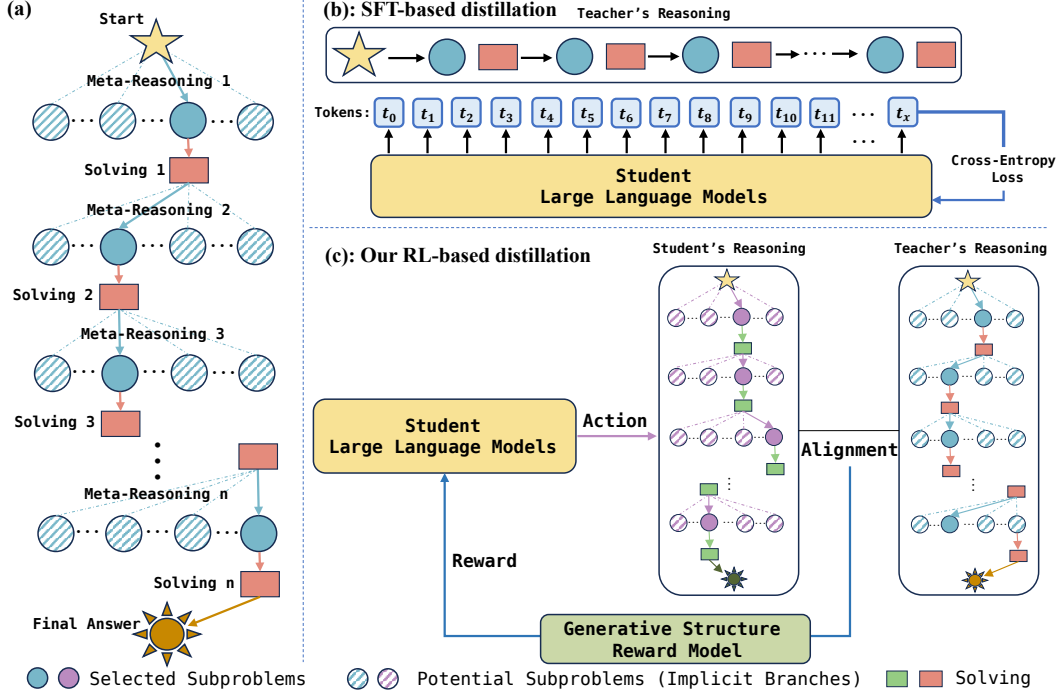 (a)
Start
Meta-Reasoning 1
Solving 1
Meta-Reasoning 2
Solving 2
Meta-Reasoning 3
Solving 3
Meta-Reasoning n
Solving n
Final Answer
(b): SFT-based distillation
Teacher's Reasoning
Tokens: t0 t1 t2 t3 t4 t5 t6 t7 t8 t9 t10 t11 ... tx
Student
Large Language Models
Cross-Entropy
Loss
(c): Our RL-based distillation
Student's Reasoning
Teacher's Reasoning
Student
Large Language Models
Action
Alignment
Reward
Generative Structure
Reward Model
Selected Subproblems
Potential Subproblems (Implicit Branches)
Solving